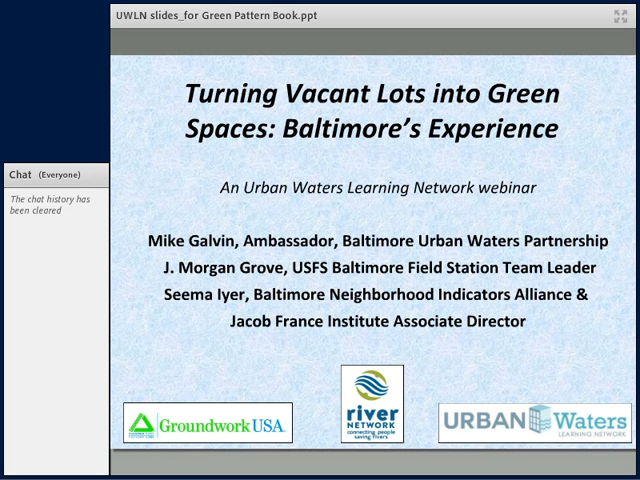 UWLN slides_for Green Pattern Book.ppt
Chat (Everyone)
The chat history has
been cleared
Turning Vacant Lots into Green
Spaces: Baltimore’s Experience
An Urban Waters Learning Network webinar
Mike Galvin, Ambassador, Baltimore Urban Waters Partnership
J. Morgan Grove, USFS Baltimore Field Station Team Leader
Seema Iyer, Baltimore Neighborhood Indicators Alliance &
Jacob France Institute Associate Director
Groundwork USA.
river
NETWORK
connecting people
saving rivers
URBAN Waters
LEARNING NETWORK